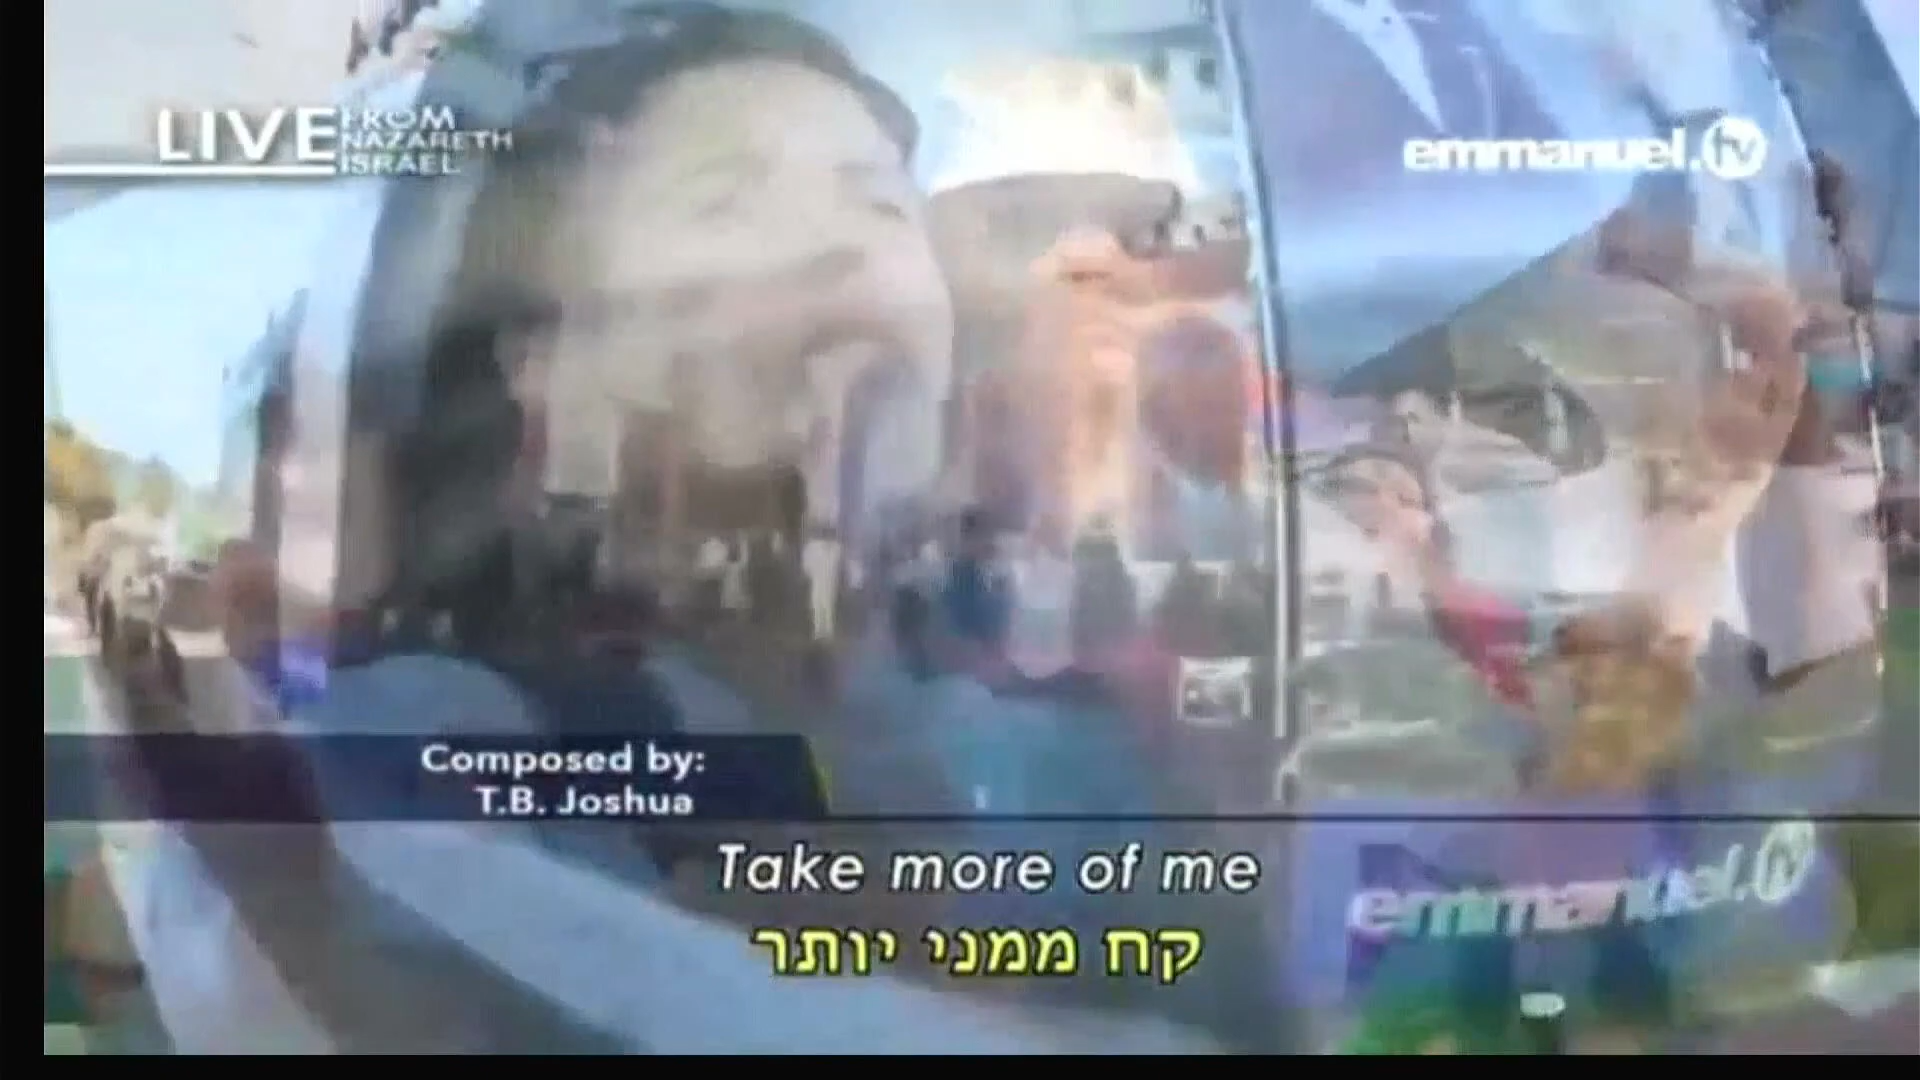 LIVE FROM
NAZARETH
ISRAEL
emmanuel.tv
Composed by:
T.B. Joshua
Take more of me
קח ממני יותר
emmanuel.tv